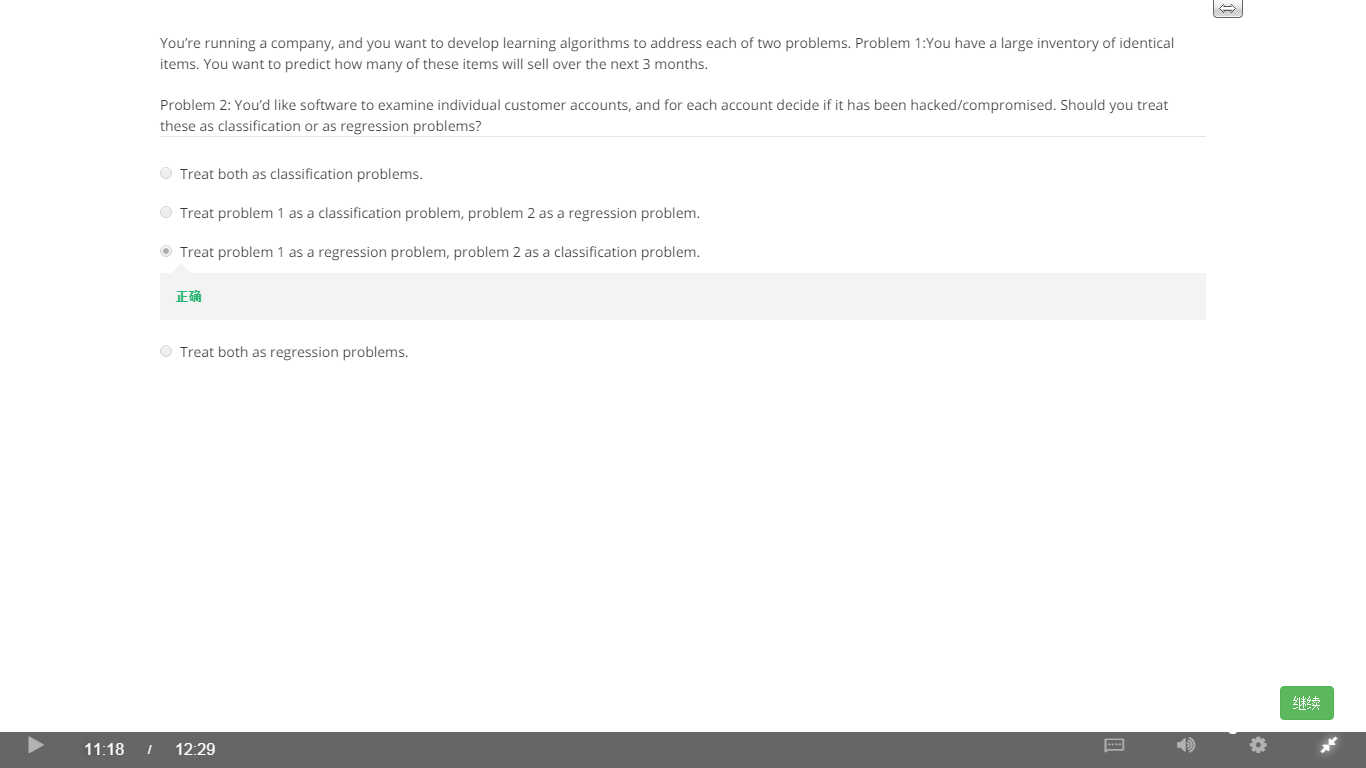 You’re running a company, and you want to develop learning algorithms to address each of two problems. Problem 1:You have a large inventory of identical
items. You want to predict how many of these items will sell over the next 3 months.
Problem 2: You’d like software to examine individual customer accounts, and for each account decide if it has been hacked/compromised. Should you treat
these as classification or as regression problems?
Treat both as classification problems.
Treat problem 1 as a classification problem, problem 2 as a regression problem.
Treat problem 1 as a regression problem, problem 2 as a classification problem.
正确
Treat both as regression problems.
继续
11:18 / 12:29